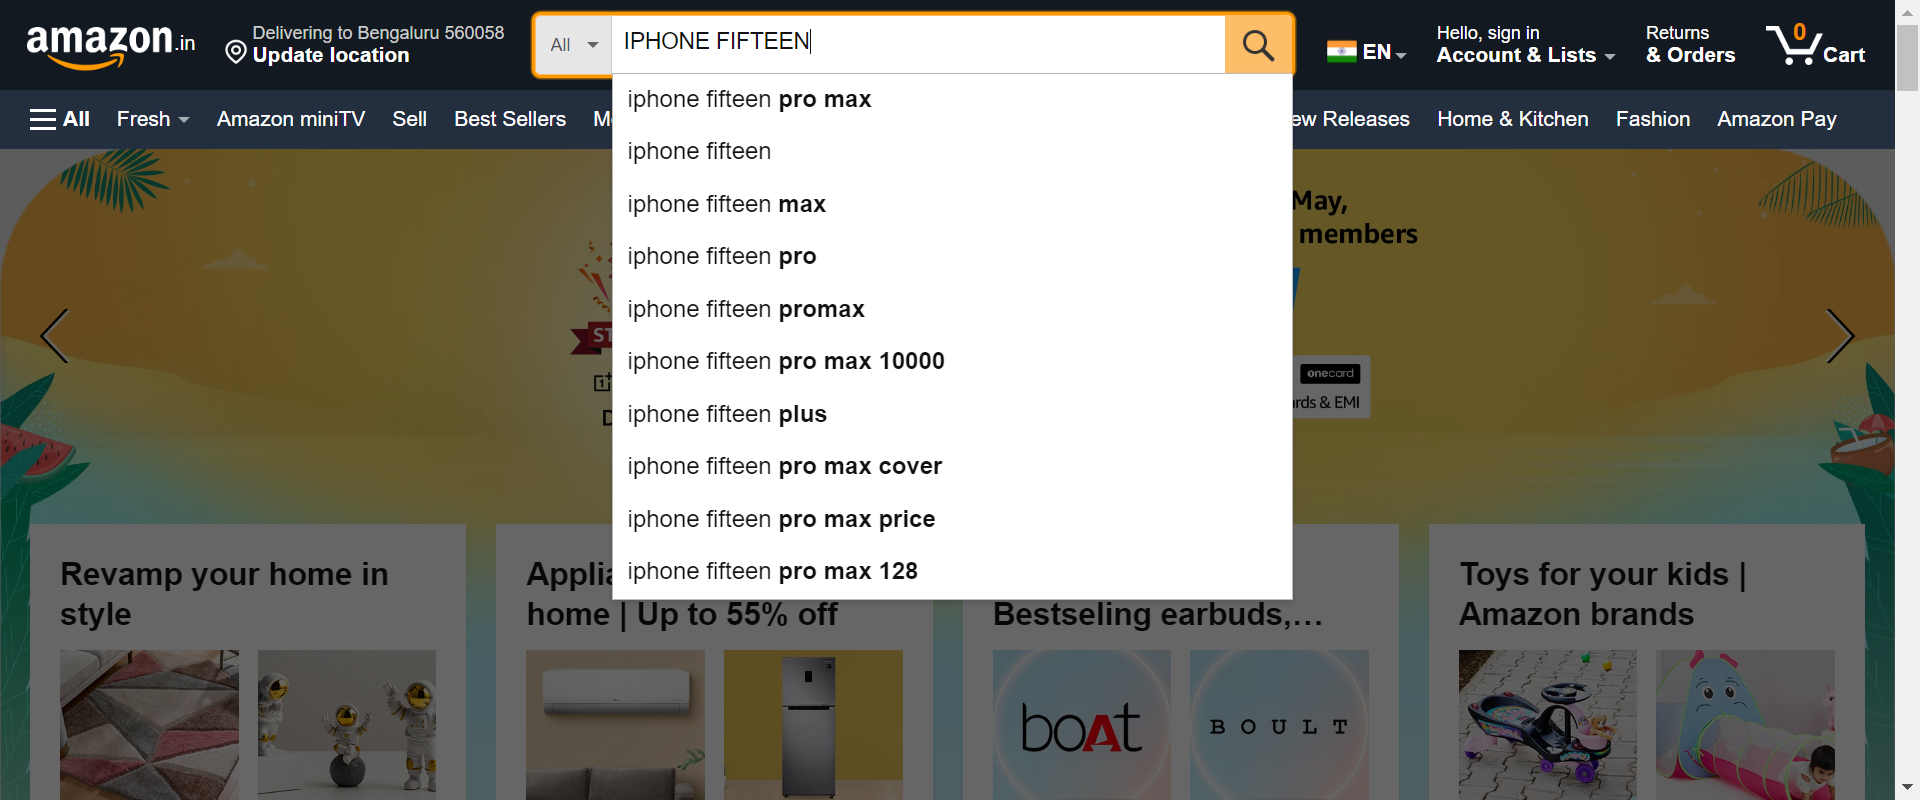 amazon.in
Delivering to Bengaluru 560058
Update location
All
IPHONE FIFTEEN
EN
Hello, sign in
Account & Lists
Returns
& Orders
0
Cart
All
Fresh
Amazon miniTV
Sell
Best Sellers
M
ew Releases
Home & Kitchen
Fashion
Amazon Pay
iphone fifteen pro max
iphone fifteen
iphone fifteen max
iphone fifteen pro
iphone fifteen promax
iphone fifteen pro max 10000
iphone fifteen plus
iphone fifteen pro max cover
iphone fifteen pro max price
iphone fifteen pro max 128
May,
members
ST
onecard
rds & EMI
Revamp your home in
style
Applia
home | Up to 55% off
Bestseling earbuds,...
Toys for your kids |
Amazon brands
boAt
BOULT